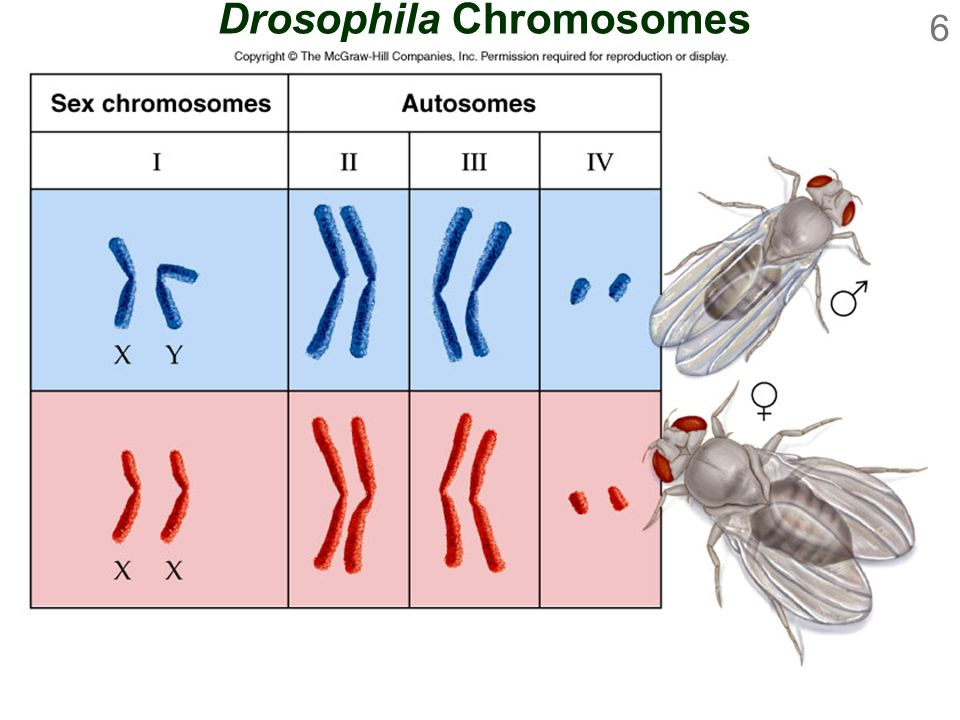 Drosophila Chromosomes
6
Copyright © The McGraw-Hill Companies, Inc. Permission required for reproduction or display.
Sex chromosomes Autosomes
I II III IV
X Y
♂
♀
X X